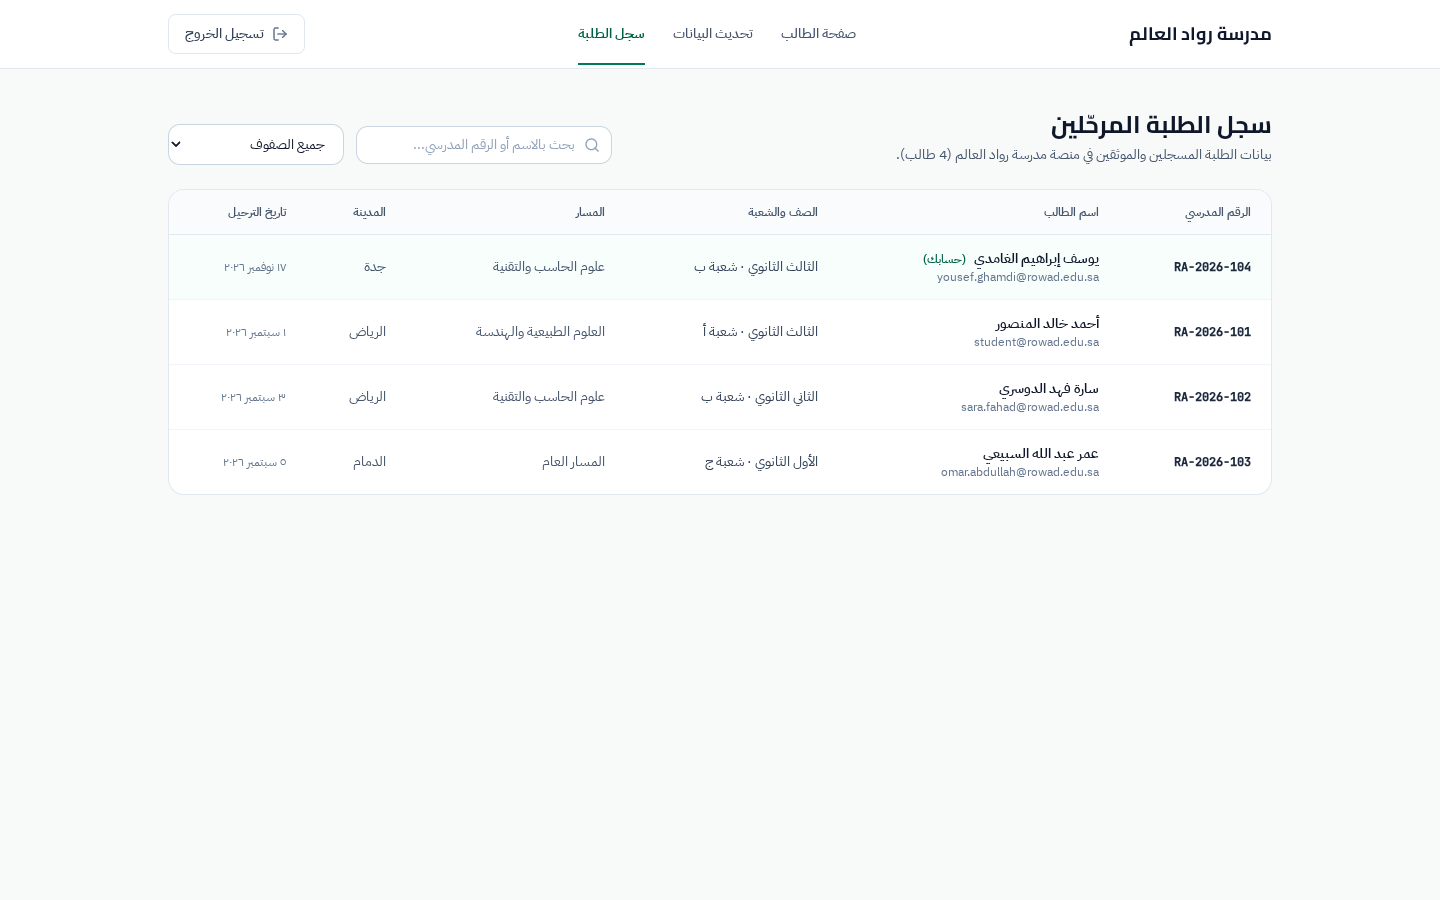 مدرسة رواد العالم
صفحة الطالب
تحديث البيانات
سجل الطلبة
تسجيل الخروج
سجل الطلبة المرحّلين
بيانات الطلبة المسجلين والموثقين في منصة مدرسة رواد العالم (4 طالب).
بحث بالاسم أو الرقم المدرسي...
جميع الصفوف
الرقم المدرسي اسم الطالب الصف والشعبة المسار المدينة تاريخ الترحيل
RA-2026-104 يوسف إبراهيم الغامدي (حسابك) الثالث الثانوي · شعبة ب علوم الحاسب والتقنية جدة ١٧ نوفمبر ٢٠٢٦
yousef.ghamdi@rowad.edu.sa
RA-2026-101 أحمد خالد المنصور الثالث الثانوي · شعبة أ العلوم الطبيعية والهندسة الرياض ١ سبتمبر ٢٠٢٦
student@rowad.edu.sa
RA-2026-102 سارة فهد الدوسري الثاني الثانوي · شعبة ب علوم الحاسب والتقنية الرياض ٣ سبتمبر ٢٠٢٦
sara.fahad@rowad.edu.sa
RA-2026-103 عمر عبد الله السبيعي الأول الثانوي · شعبة ج المسار العام الدمام ٥ سبتمبر ٢٠٢٦
omar.abdullah@rowad.edu.sa